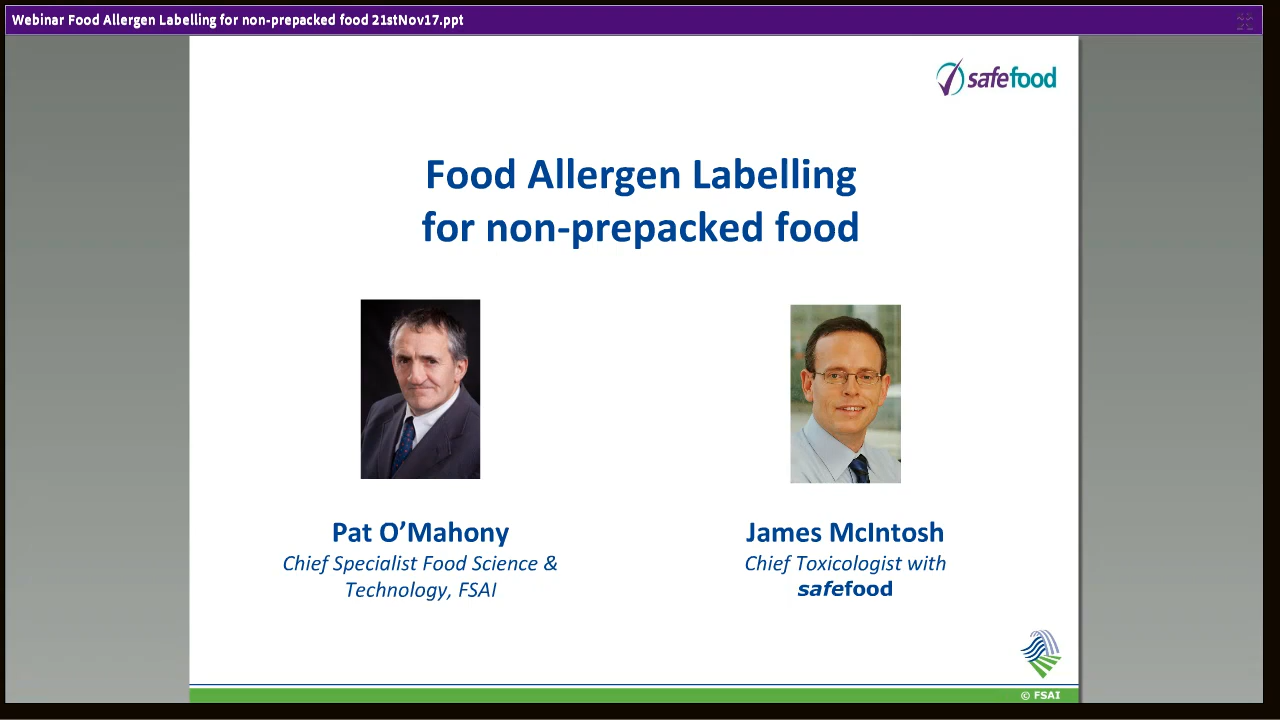 Webinar Food Allergen Labelling for non-prepacked food 21stNov17.ppt
safefood
Food Allergen Labelling
for non-prepacked food
Pat O’Mahony
Chief Specialist Food Science &
Technology, FSAI
James McIntosh
Chief Toxicologist with
safefood
© FSAI